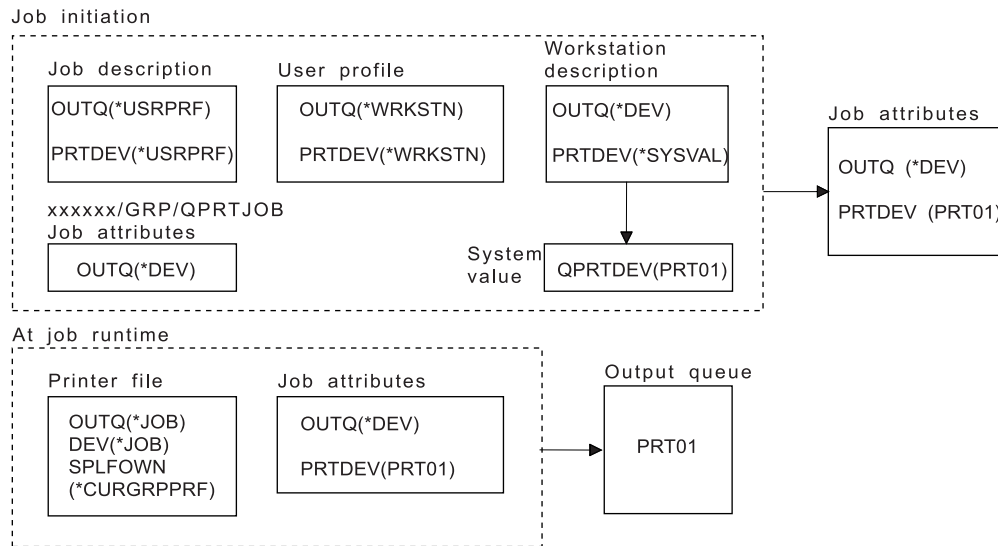 Job initiation
Job description
OUTQ(*USRPRF)
PRTDEV(*USRPRF)
User profile
OUTQ(*WRKSTN)
PRTDEV(*WRKSTN)
Workstation
description
OUTQ(*DEV)
PRTDEV(*SYSVAL)
Job attributes
OUTQ (*DEV)
PRTDEV (PRT01)
xxxxxx/GRP/QPRTJOB
Job attributes
OUTQ(*DEV)
System
value
QPRTDEV(PRT01)
At job runtime
Printer file
OUTQ(*JOB)
DEV(*JOB)
SPLFOWN
(*CURGRPPRF)
Job attributes
OUTQ(*DEV)
PRTDEV(PRT01)
Output queue
PRT01